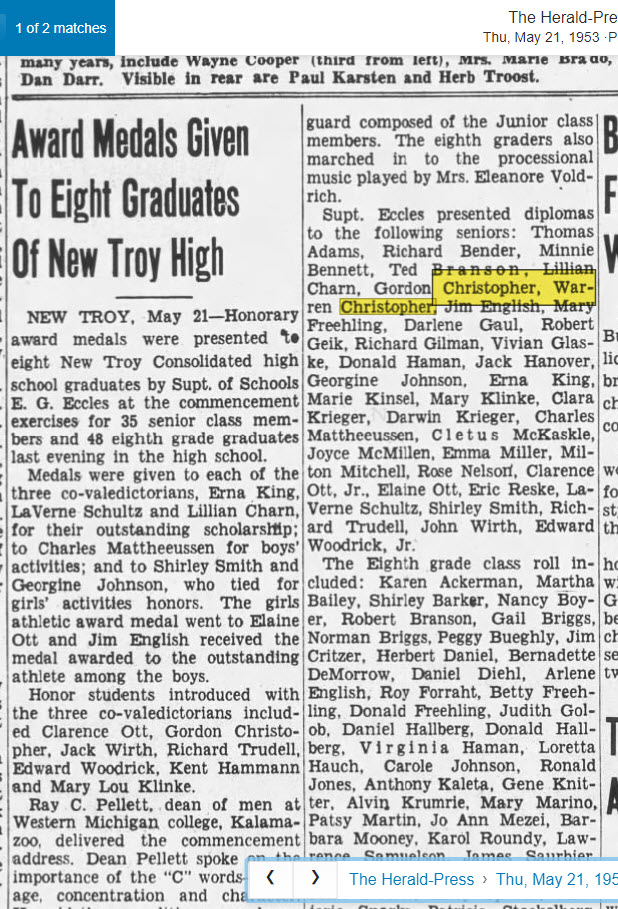 1 of 2 matches
The Herald-Pre
Thu, May 21, 1953 · P
many years, include Wayne Cooper (third from left), Mrs. Marie Brado,
Dan Darr. Visible in rear are Paul Karsten and Herb Troost.
Award Medals Given
To Eight Graduates
Of New Troy High
NEW TROY, May 21—Honorary
award medals were presented to
eight New Troy Consolidated high
school graduates by Supt. of Schools
E. G. Eccles at the commencement
exercises for 35 senior class mem-
bers and 48 eighth grade graduates
last evening in the high school.
Medals were given to each of the
three co-valedictorians, Erna King,
LaVerne Schultz and Lillian Charn,
for their outstanding scholarship;
to Charles Mattheeussen for boys'
activities; and to Shirley Smith and
Georgine Johnson, who tied for
girls' activities honors. The girls
athletic award medal went to Elaine
Ott and Jim English received the
medal awarded to the outstanding
athlete among the boys.
Honor students introduced with
the three co-valedictorians includ-
ed Clarence Ott, Gordon Christo-
pher, Jack Wirth, Richard Trudell,
Edward Woodrick, Kent Hammann
and Mary Lou Klinke.
Ray C. Pellett, dean of men at
Western Michigan college, Kalama-
zoo, delivered the commencement
address. Dean Pellett spoke on the
importance of the "C" words-
age, concentration and cha
guard composed of the Junior class
members. The eighth graders also
marched in to the processional
music played by Mrs. Eleanore Vold-
rich.
Supt. Eccles presented diplomas
to the following seniors: Thomas
Adams, Richard Bender, Minnie
Bennett, Ted Branson, Lillian
Charn, Gordon Christopher, War-
ren Christopher, Jim English, Mary
Freehling, Darlene Gaul, Robert
Geik, Richard Gilman, Vivian Glas-
ke, Donald Haman, Jack Hanover,
Georgine Johnson, Erna King,
Marie Kinsel, Mary Klinke, Clara
Krieger, Darwin Krieger, Charles
Mattheeussen, Cletus McKaskle,
Joyce McMillen, Emma Miller, Mil-
ton Mitchell, Rose Nelson, Clarence
Ott, Jr., Elaine Ott, Eric Reske, La-
Verne Schultz, Shirley Smith, Rich-
ard Trudell, John Wirth, Edward
Woodrick, Jr.
The Eighth grade class roll in-
cluded: Karen Ackerman, Martha
Bailey, Shirley Barker, Nancy Boy-
er, Robert Branson, Gail Briggs,
Norman Briggs, Peggy Bueghly, Jim
Critzer, Herbert Daniel, Bernadette
DeMorrow, Daniel Diehl, Arlene
English, Roy Forraht, Betty Freeh-
ling, Donald Freehling, Judith Gol-
ob, Daniel Hallberg, Donald Hall-
berg, Virginia Haman, Loretta
Hauch, Carole Johnson, Ronald
Jones, Anthony Kaleta, Gene Knit-
ter, Alvin Krumrie, Mary Marino,
Patsy Martin, Jo Ann Mezei, Bar-
bara Mooney, Karol Roundy, Law-
rence Samuelson, James Saurbier,
The Herald-Press › Thu, May 21, 195